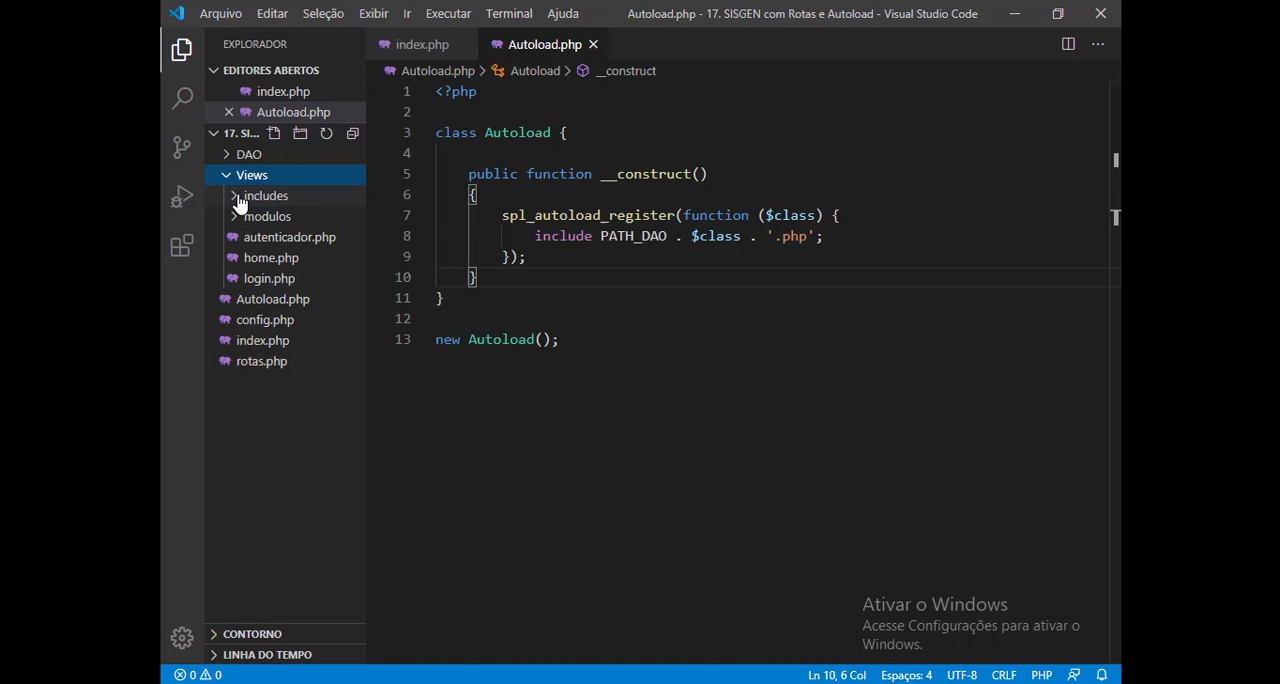 Arquivo Editar Seleção Exibir Ir Executar Terminal Ajuda Autoload.php - 17. SISGEN com Rotas e Autoload - Visual Studio Code
EXPLORADOR
index.php Autoload.php
EDITORES ABERTOS
index.php
Autoload.php
17. SI...
DAO
Views
includes
modulos
autenticador.php
home.php
login.php
Autoload.php
config.php
index.php
rotas.php
CONTORNO
LINHA DO TEMPO
Autoload.php > Autoload > __construct
1 <?php
2
3 class Autoload {
4
5 public function __construct()
6 {
7 spl_autoload_register(function ($class) {
8 include PATH_DAO . $class . '.php';
9 });
10 }
11 }
12
13 new Autoload();
Ativar o Windows
Acesse Configurações para ativar o
Windows.
0 0 Ln 10, 6 Col Espaços: 4 UTF-8 CRLF PHP